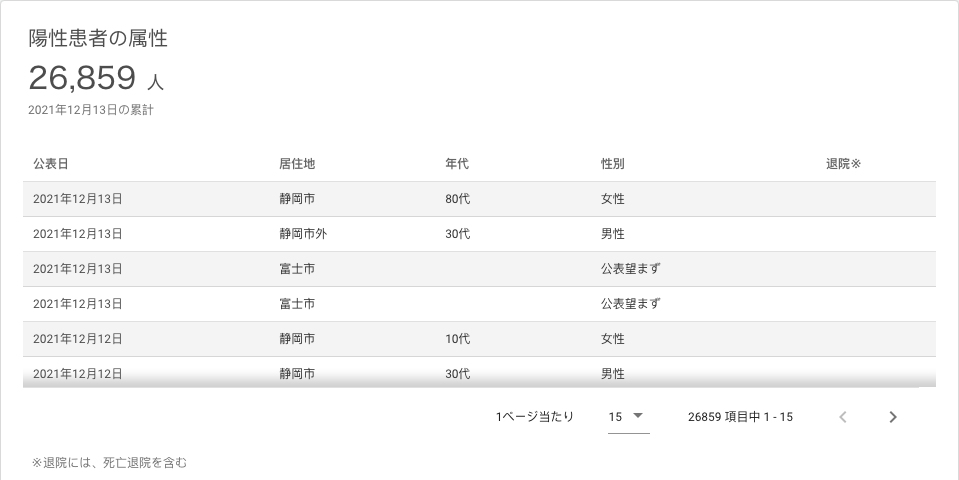 陽性患者の属性
26,859 人
2021年12月13日の累計
公表日 居住地 年代 性別 退院※
2021年12月13日 静岡市 80代 女性
2021年12月13日 静岡市外 30代 男性
2021年12月13日 富士市 公表望まず
2021年12月13日 富士市 公表望まず
2021年12月12日 静岡市 10代 女性
2021年12月12日 静岡市 30代 男性
1ページ当たり 15 26859 項目中 1 - 15
※退院には、死亡退院を含む